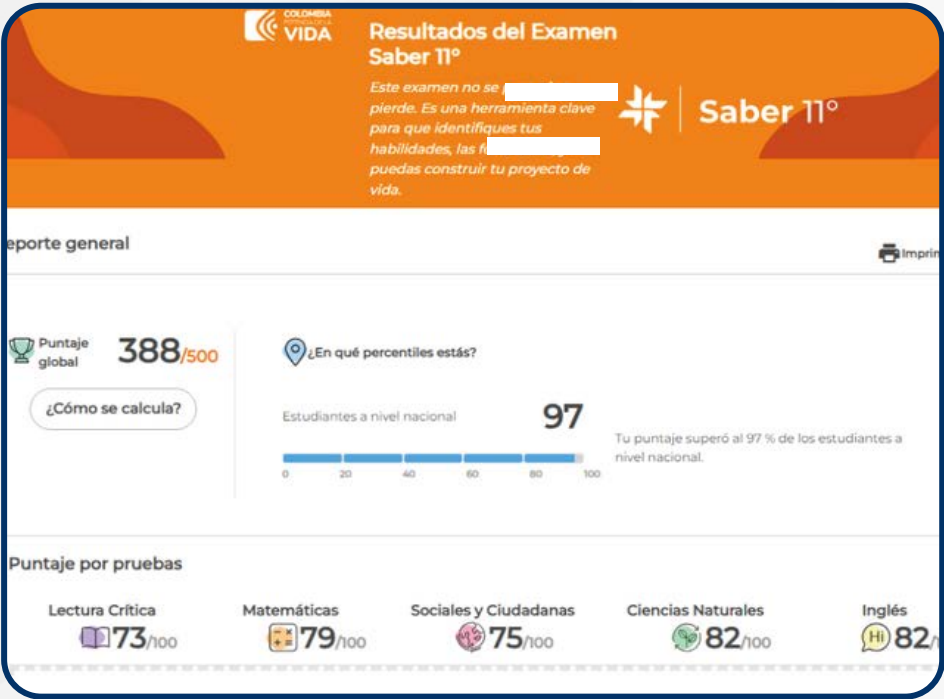 COLOMBIA
POTENCIA DE LA
VIDA
Resultados del Examen
Saber 11°
Este examen no se
pierde. Es una herramienta clave
para que identifiques tus
habilidades, las
puedas construir tu proyecto de
vida.
Saber 11°
eporte general
Imprim
Puntaje
global
388/500
¿Cómo se calcula?
¿En qué percentiles estás?
Estudiantes a nivel nacional
97
0 20 40 60 80 100
Tu puntaje superó al 97 % de los estudiantes a
nivel nacional.
Puntaje por pruebas
Lectura Crítica
73/100
Matemáticas
79/100
Sociales y Ciudadanas
75/100
Ciencias Naturales
82/100
Inglés
Hi
82/